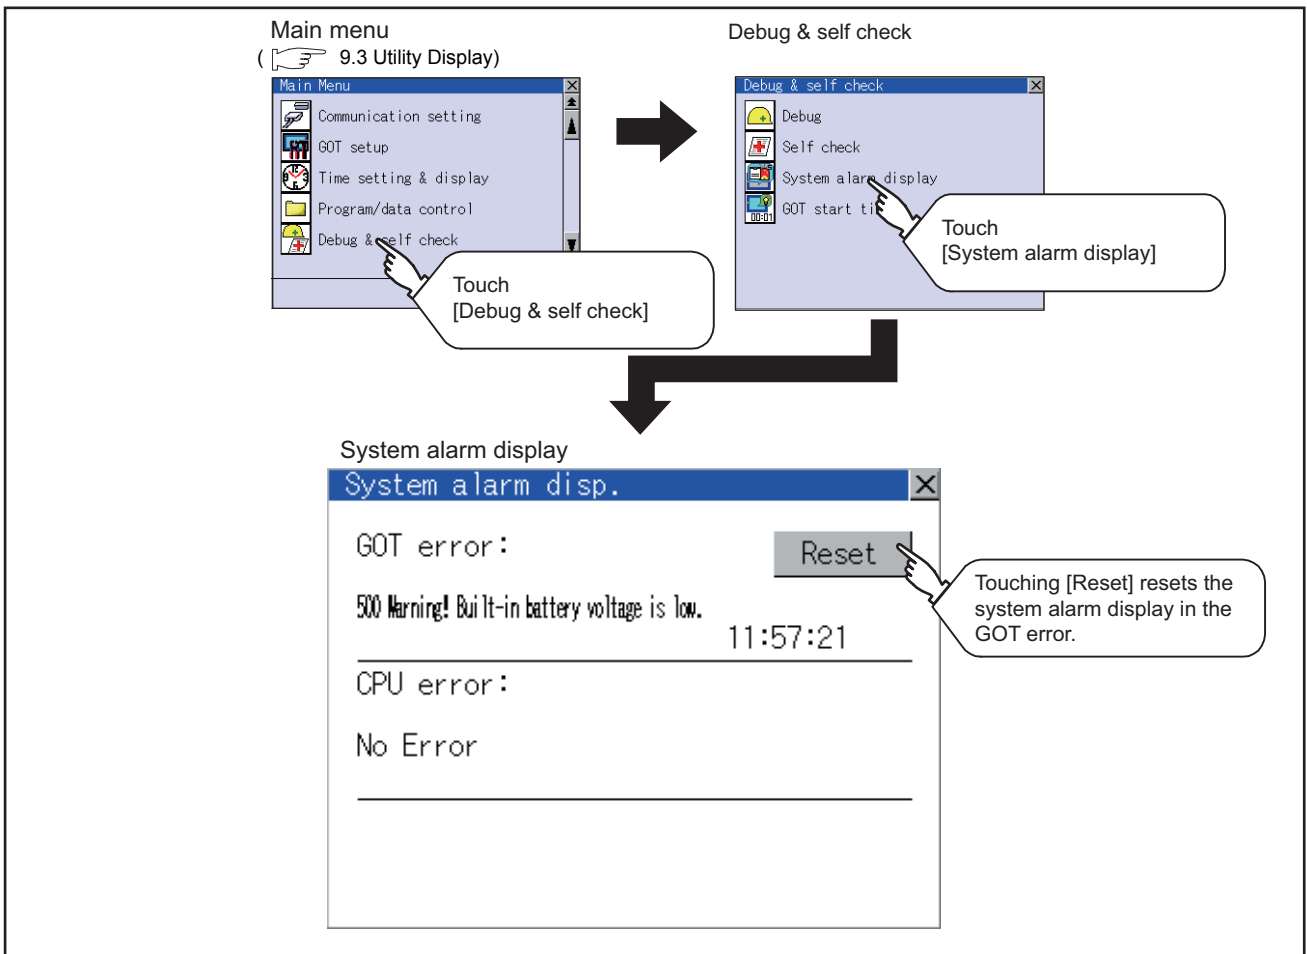 Main menu
( 9.3 Utility Display)
Main Menu
Communication setting
GOT setup
Time setting & display
Program/data control
Debug & self check
Touch
[Debug & self check]
Debug & self check
Debug & self check
Debug
Self check
System alarm display
GOT start ti
00:01
Touch
[System alarm display]
System alarm display
System alarm disp.
GOT error:
Reset
500 Warning! Built-in battery voltage is low.
11:57:21
CPU error:
No Error
Touching [Reset] resets the
system alarm display in the
GOT error.